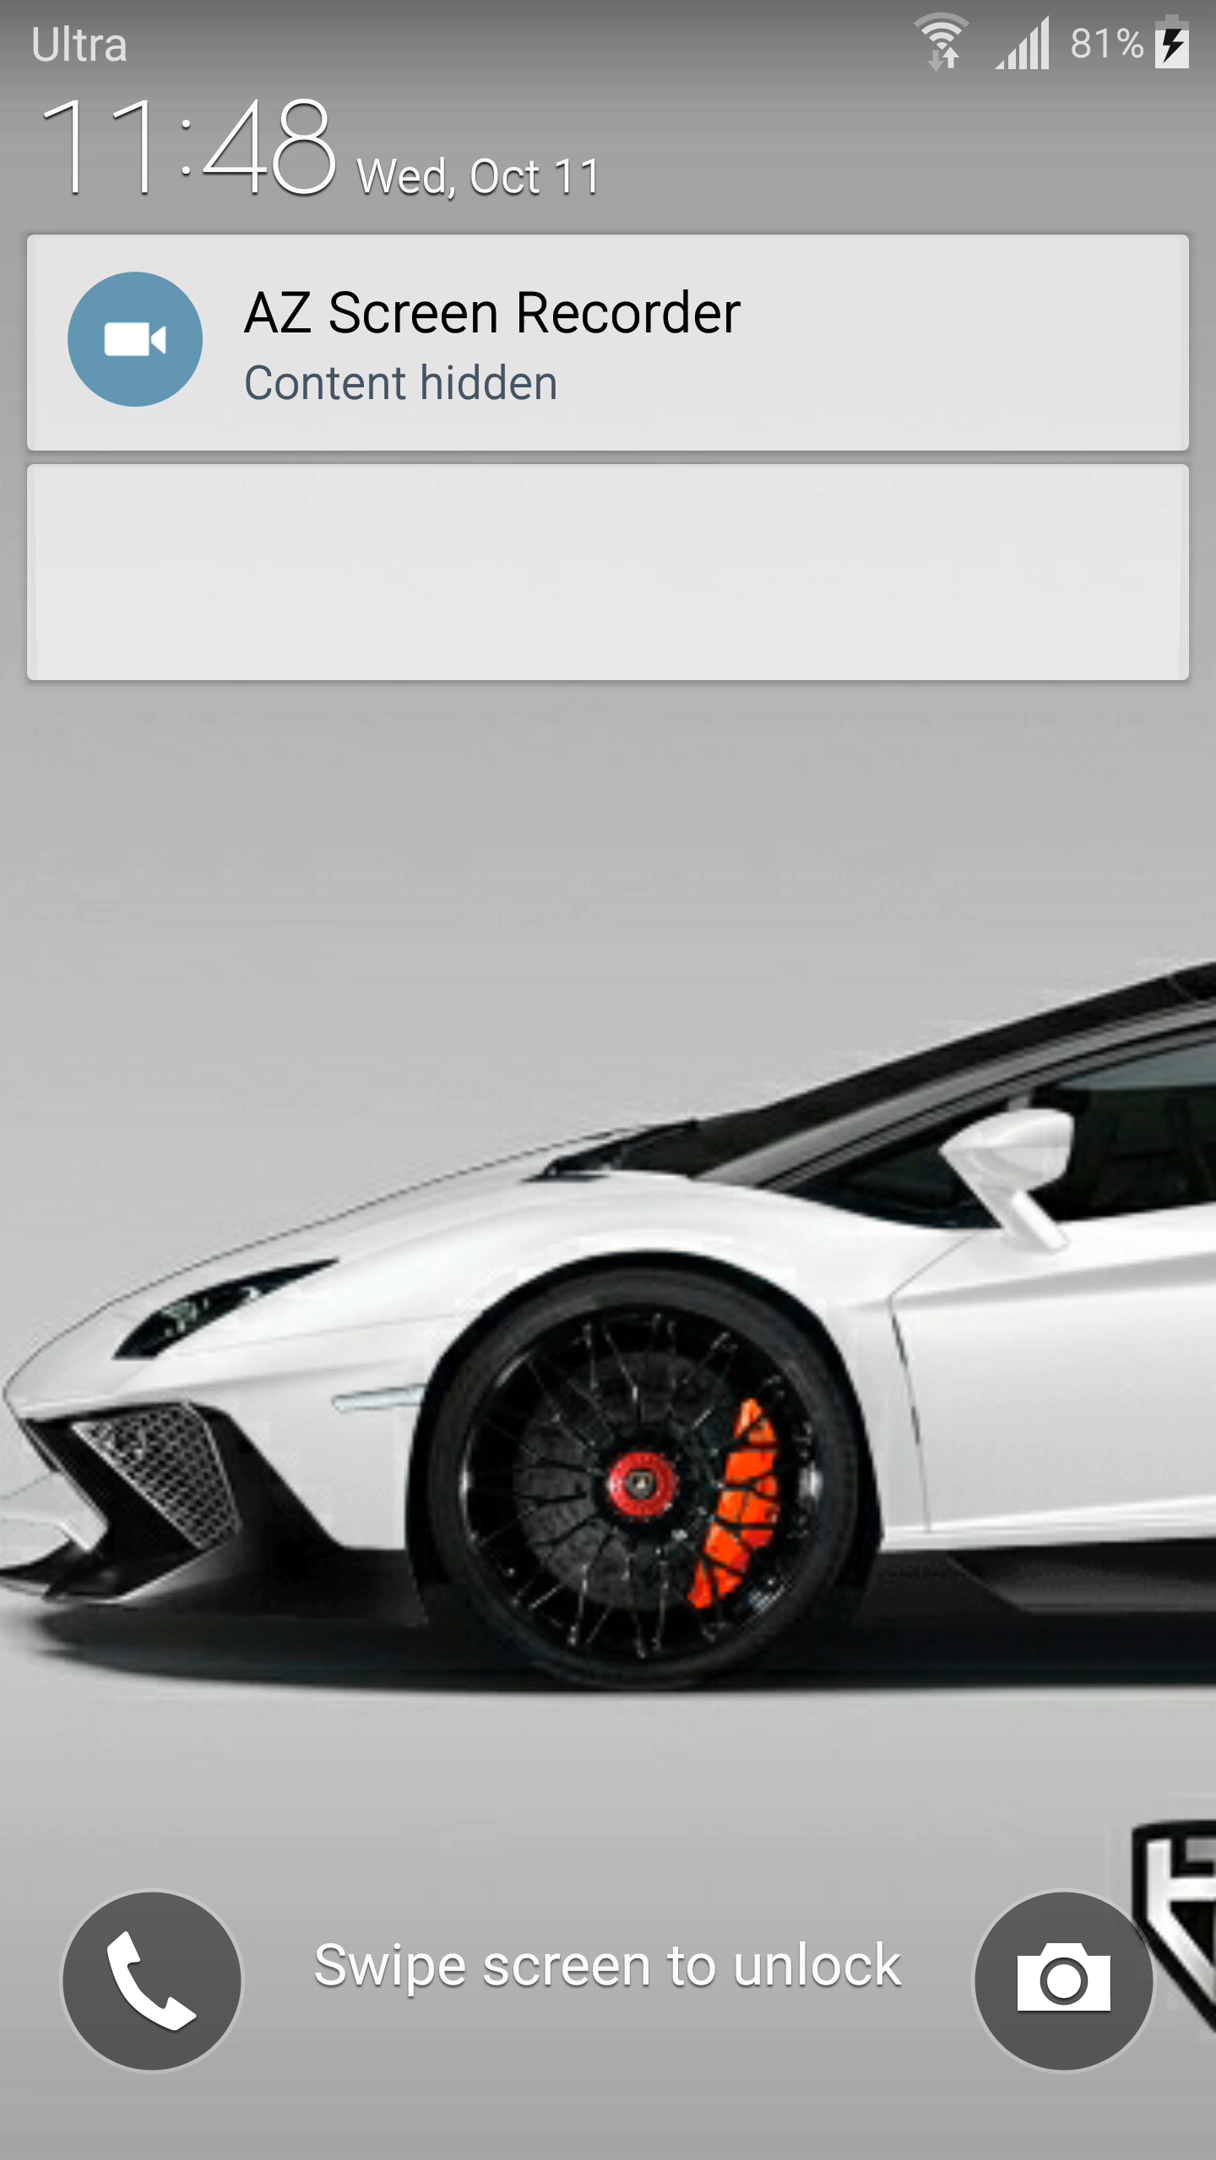 Ultra
81%
11:48 Wed, Oct 11
AZ Screen Recorder
Content hidden
Swipe screen to unlock